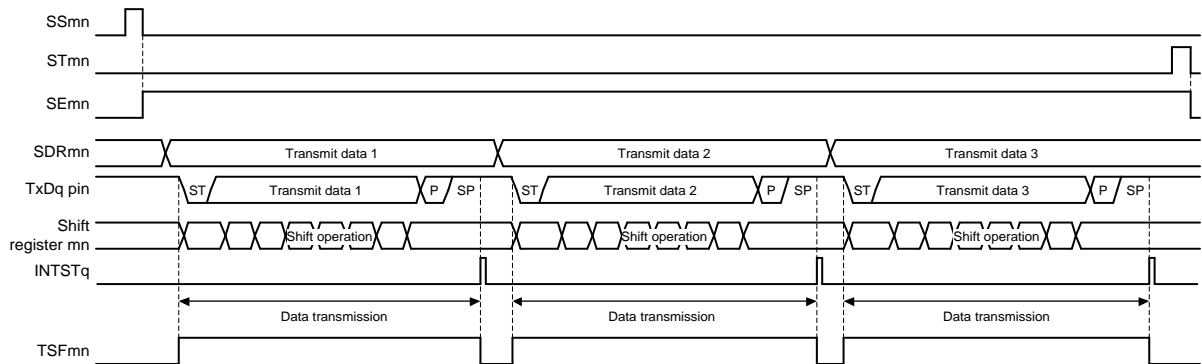 SSmn
STmn
SEmn
SDRmn Transmit data 1 Transmit data 2 Transmit data 3
TxDq pin ST Transmit data 1 P SP ST Transmit data 2 P SP ST Transmit data 3 P SP
Shift
register mn Shift operation Shift operation Shift operation
INTSTq
Data transmission Data transmission Data transmission
TSFmn